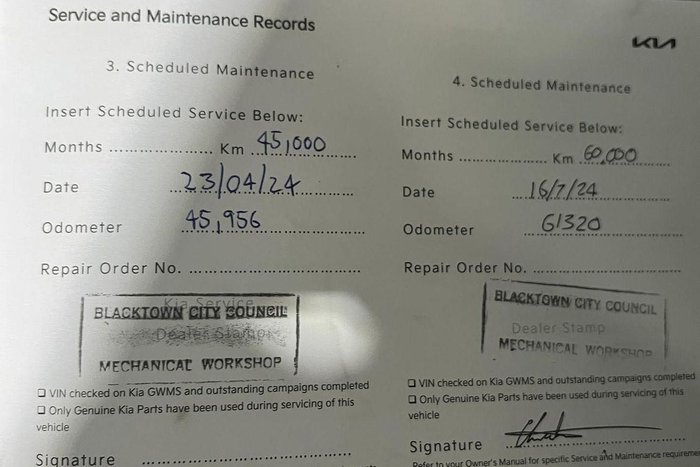 Service and Maintenance Records
KIA
3. Scheduled Maintenance
Insert Scheduled Service Below:
Months .................... Km 45,000
Date 23/04/24
Odometer 45,956
Repair Order No. ....................
Kia Service
BLACKTOWN CITY COUNCIL
Dealer Stamp
MECHANICAL WORKSHOP
❑ VIN checked on Kia GWMS and outstanding campaigns completed
❑ Only Genuine Kia Parts have been used during servicing of this
vehicle
Signature ....................
4. Scheduled Maintenance
Insert Scheduled Service Below:
Months .................... Km 60,000
Date 16/7/24
Odometer 61320
Repair Order No. ....................
BLACKTOWN CITY COUNCIL
Dealer Stamp
MECHANICAL WORKSHOP
❑ VIN checked on Kia GWMS and outstanding campaigns completed
❑ Only Genuine Kia Parts have been used during servicing of this
vehicle
Signature
Refer to your Owner's Manual for specific Service and Maintenance requireme